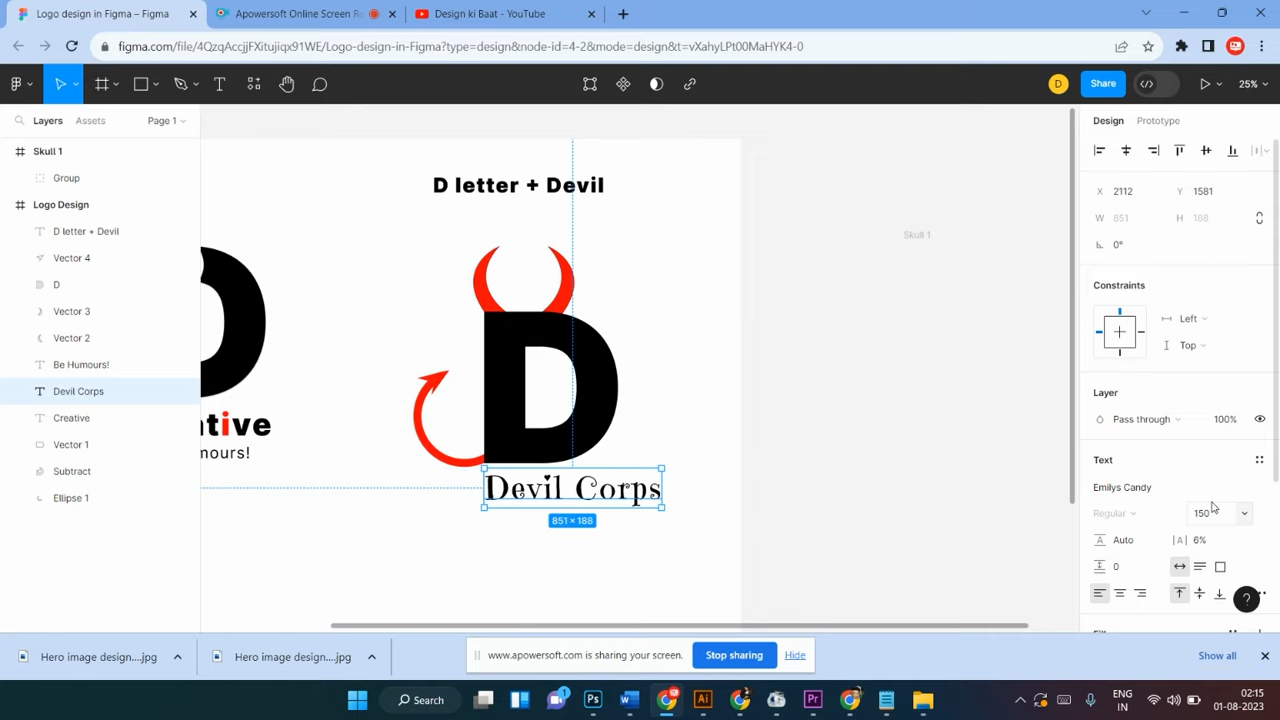 Logo design in Figma – Figma
Apowersoft Online Screen Re
Design ki Baat - YouTube
figma.com/file/4QzqAccjjFXitujiqx91WE/Logo-design-in-Figma?type=design&node-id=4-2&mode=design&t=vXahyLPt00MaHYK4-0
D
Share
25%
Layers
Assets
Page 1
Design
Prototype
Skull 1
Group
Logo Design
D letter + Devil
Vector 4
D
Vector 3
Vector 2
Be Humours!
Devil Corps
Creative
Vector 1
Subtract
Ellipse 1
D letter + Devil
D
D
tive
mours!
Devil Corps
851 × 188
Skull 1
X 2112
Y 1581
W 851
H 188
0°
Constraints
Left
Top
Layer
Pass through
100%
Text
Emilys Candy
Regular
150
Auto
6%
0
?
Fill
Hero image design....jpg
Hero image design....jpg
www.apowersoft.com is sharing your screen.
Stop sharing
Hide
Show all
Search
1
ENG
IN
02:15
01-08-2023